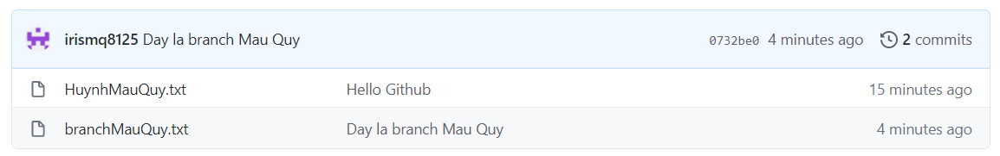 irismq8125 Day la branch Mau Quy 0732be0 4 minutes ago 2 commits
HuynhMauQuy.txt Hello Github 15 minutes ago
branchMauQuy.txt Day la branch Mau Quy 4 minutes ago